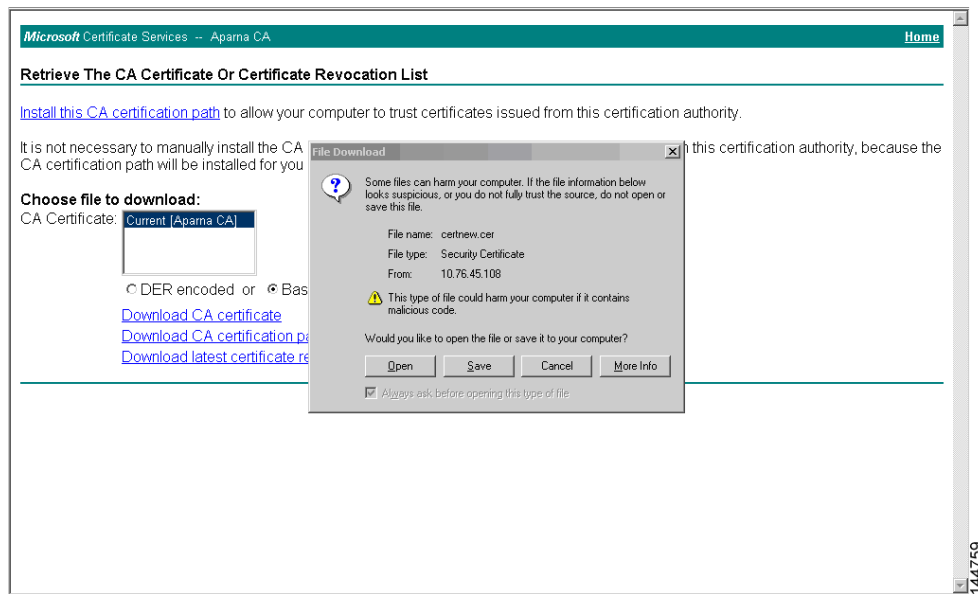 Microsoft Certificate Services -- Aparna CA Home
Retrieve The CA Certificate Or Certificate Revocation List
Install this CA certification path to allow your computer to trust certificates issued from this certification authority.
It is not necessary to manually install the CA this certification authority, because the
CA certification path will be installed for you
Choose file to download:
CA Certificate: Current [Aparna CA]
DER encoded or Bas
Download CA certificate
Download CA certification pa
Download latest certificate re
File Download
Some files can harm your computer. If the file information below
looks suspicious, or you do not fully trust the source, do not open or
save this file.
File name: certnew.cer
File type: Security Certificate
From: 10.76.45.108
This type of file could harm your computer if it contains
malicious code.
Would you like to open the file or save it to your computer?
Open Save Cancel More Info
Always ask before opening this type of file
144759